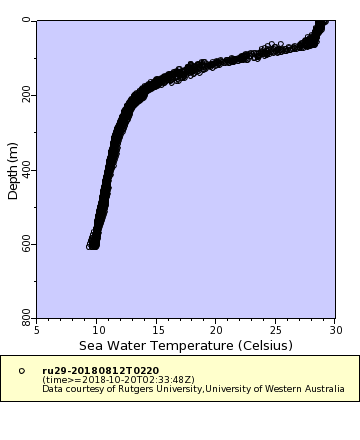 0
200
400
600
800
Depth (m)
5 10 15 20 25 30
Sea Water Temperature (Celsius)
ru29-20180812T0220
(time>=2018-10-20T02:33:48Z)
Data courtesy of Rutgers University,University of Western Australia